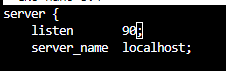 server {
listen 90;
server_name localhost;